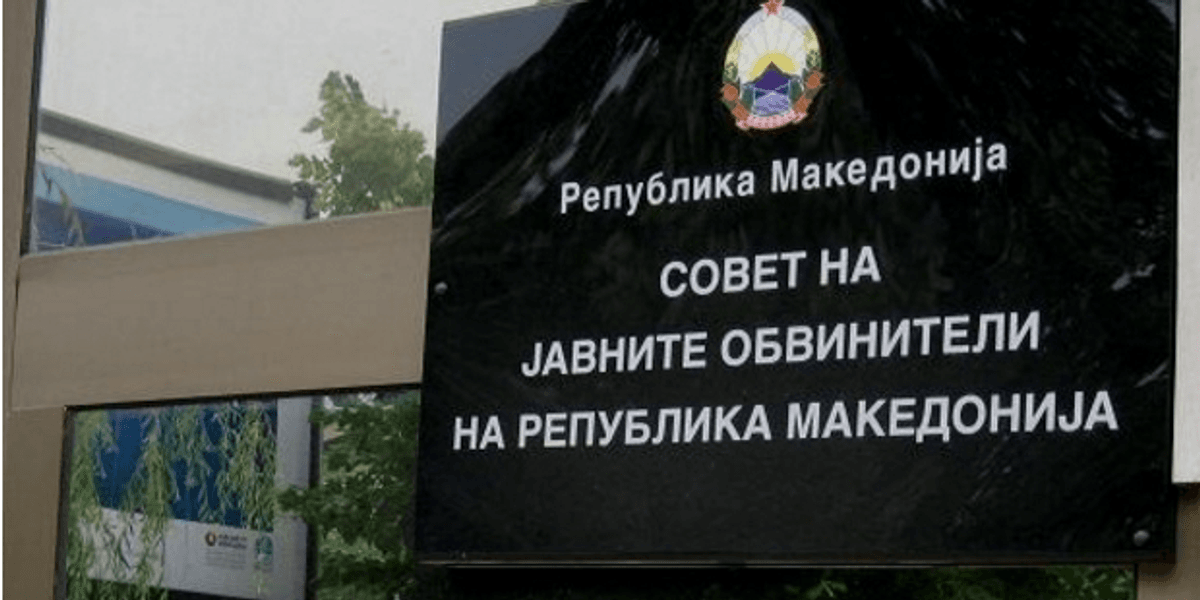 Република Македонија
СОВЕТ НА
ЈАВНИТЕ ОБВИНИТЕЛИ
НА РЕПУБЛИКА МАКЕДОНИЈА